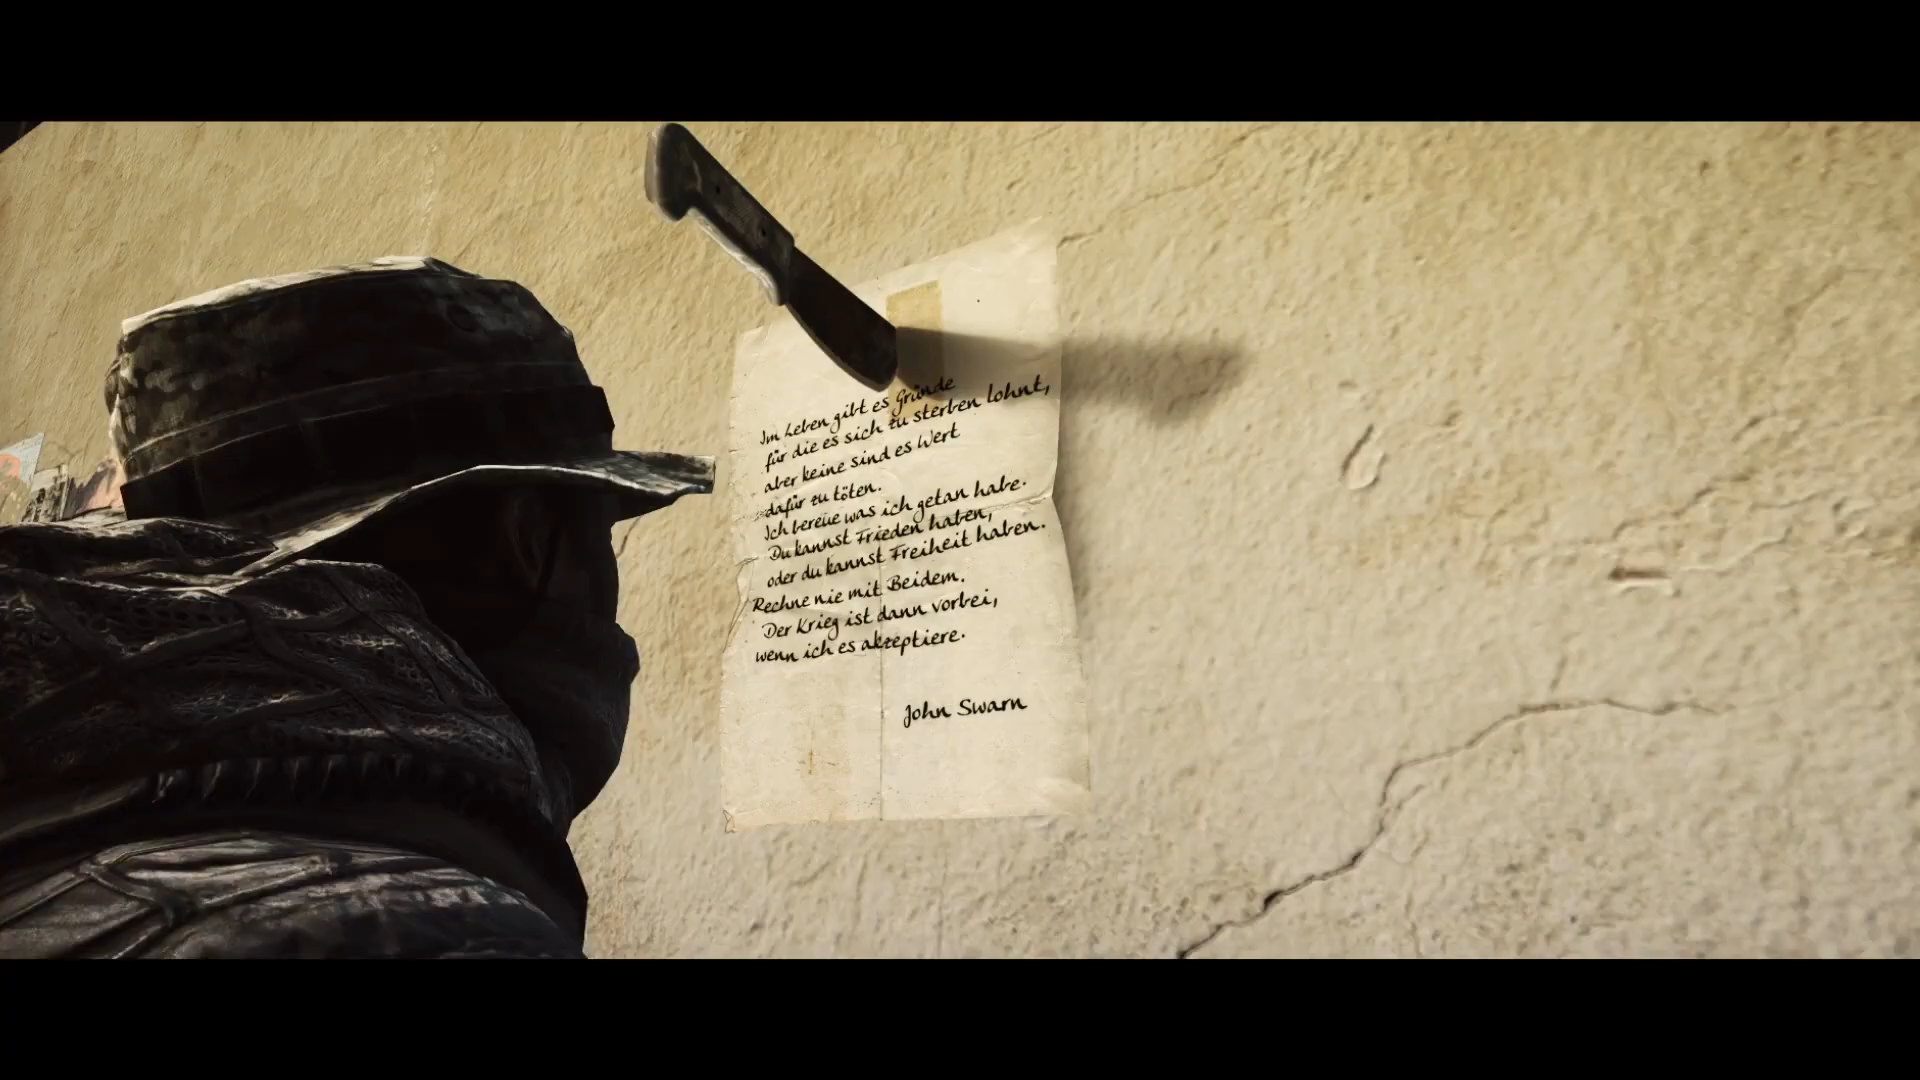 Im Leben gibt es Gründe
für die es sich zu sterben lohnt,
aber keine sind es Wert
dafür zu töten.
Ich bereue was ich getan habe.
Du kannst Frieden haben,
oder du kannst Freiheit haben.
Rechne nie mit Beidem.
Der Krieg ist dann vorbei,
wenn ich es akzeptiere.
John Swarn